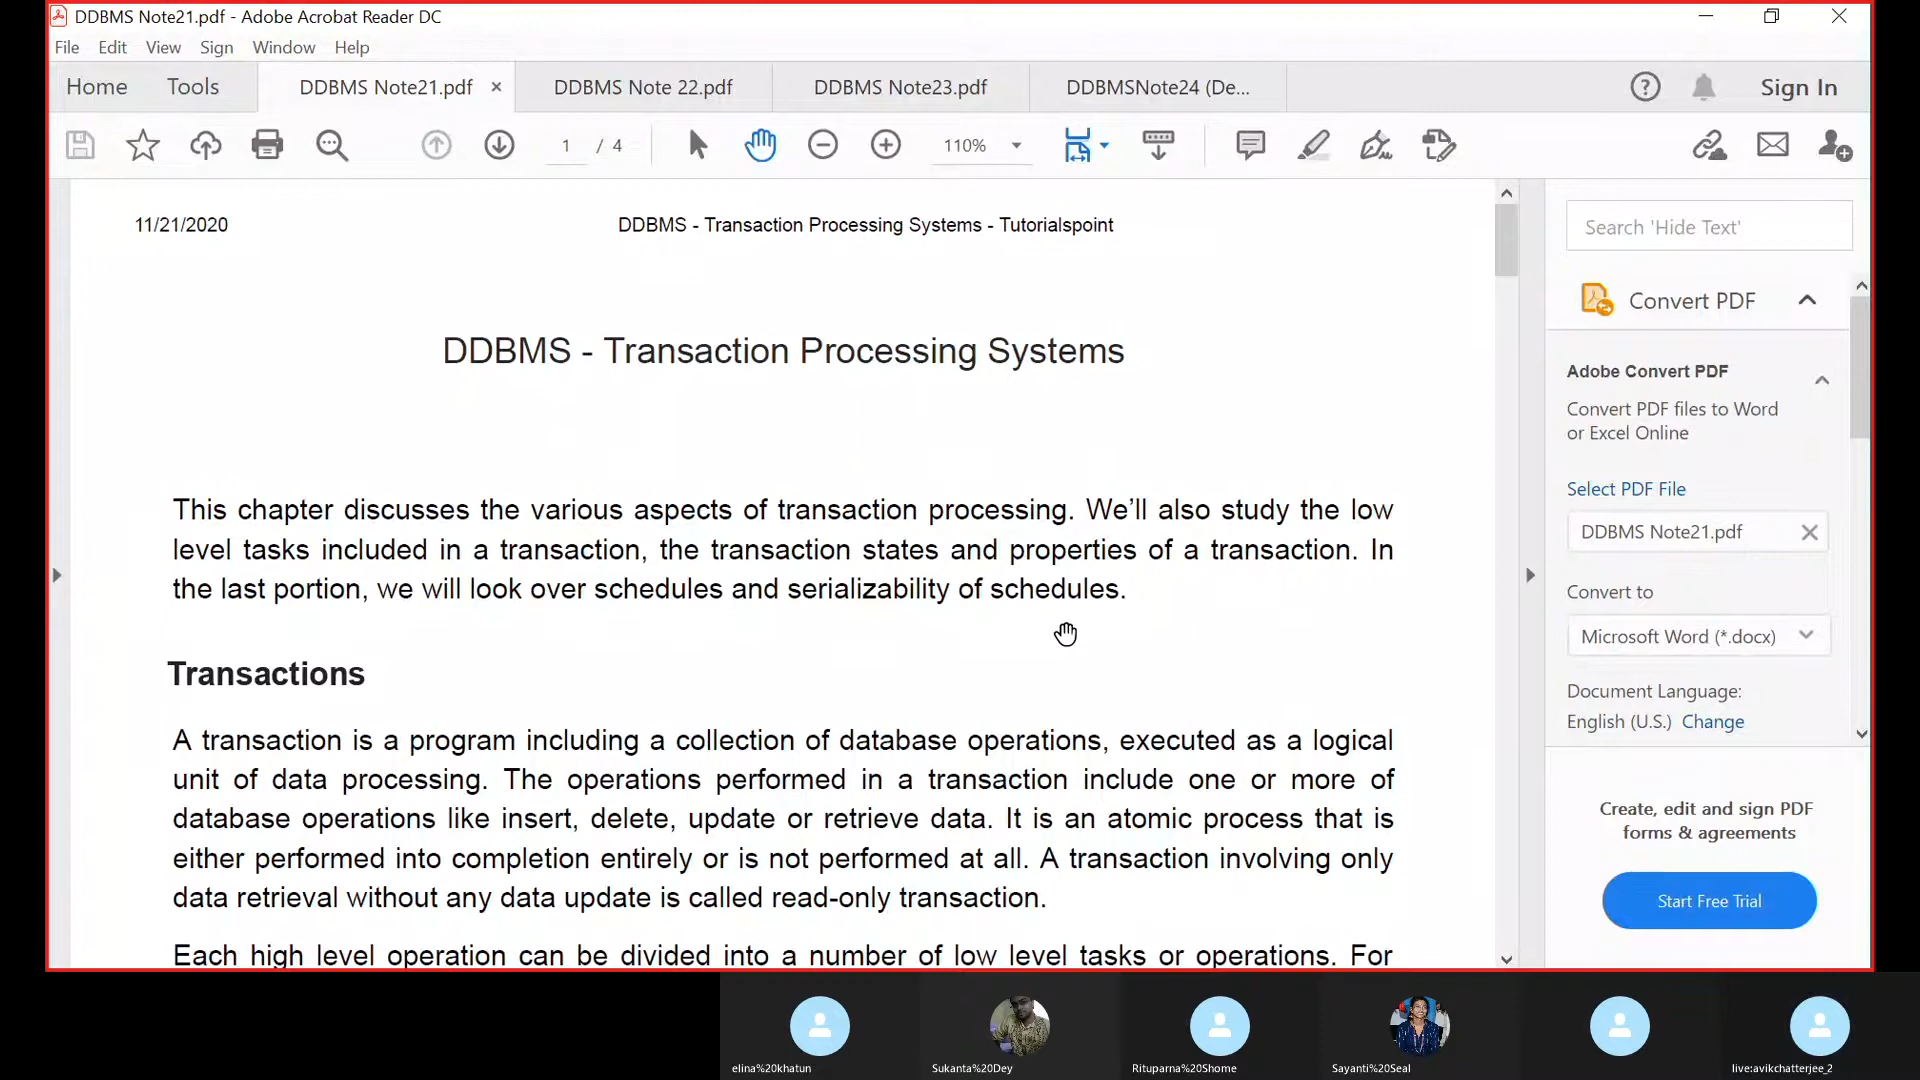 DDBMS Note21.pdf - Adobe Acrobat Reader DC
File Edit View Sign Window Help
Home Tools DDBMS Note21.pdf × DDBMS Note 22.pdf DDBMS Note23.pdf DDBMSNote24 (De... Sign In
1 / 4 110%
11/21/2020 DDBMS - Transaction Processing Systems - Tutorialspoint
DDBMS - Transaction Processing Systems
This chapter discusses the various aspects of transaction processing. We’ll also study the low
level tasks included in a transaction, the transaction states and properties of a transaction. In
the last portion, we will look over schedules and serializability of schedules.
Transactions
A transaction is a program including a collection of database operations, executed as a logical
unit of data processing. The operations performed in a transaction include one or more of
database operations like insert, delete, update or retrieve data. It is an atomic process that is
either performed into completion entirely or is not performed at all. A transaction involving only
data retrieval without any data update is called read-only transaction.
Each high level operation can be divided into a number of low level tasks or operations. For
Search 'Hide Text'
Convert PDF
Adobe Convert PDF
Convert PDF files to Word
or Excel Online
Select PDF File
DDBMS Note21.pdf
Convert to
Microsoft Word (*.docx)
Document Language:
English (U.S.) Change
Create, edit and sign PDF
forms & agreements
Start Free Trial
elina%20khatun Sukanta%20Dey Rituparna%20Shome Sayanti%20Seal live:avikchatterjee_2